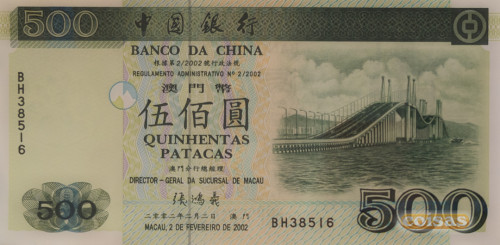 500 中國銀行
BANCO DA CHINA
根據第2/2002號行政法規
REGULAMENTO ADMINISTRATIVO Nº 2/2002
澳門幣
伍佰圓
QUINHENTAS
PATACAS
澳門分行總經理
DIRECTOR-GERAL DA SUCURSAL DE MACAU
二零零二年二月二日 澳門
MACAU, 2 DE FEVEREIRO DE 2002
BH38516
BH38516
500
500
coisas